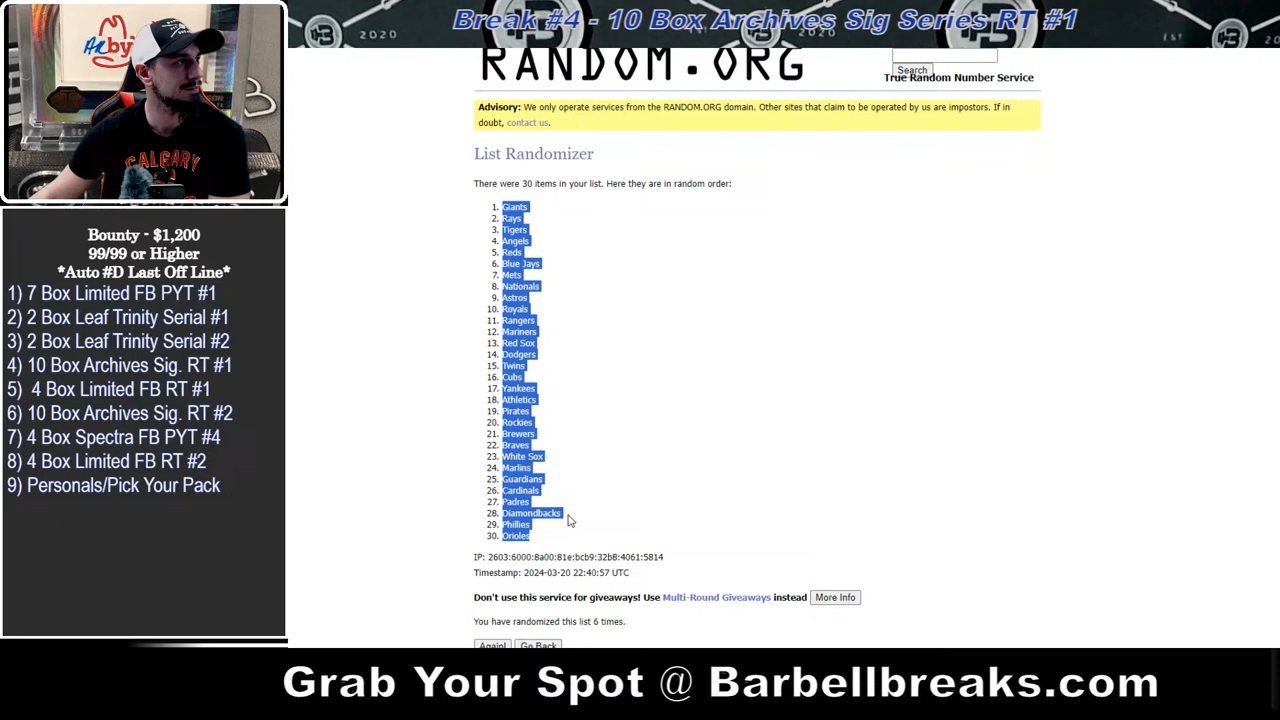 Break #4 - 10 Box Archives Sig Series RT #1
2020
Arby
CALGARY
RANDOM.ORG
Search
True Random Number Service
Advisory: We only operate services from the RANDOM.ORG domain. Other sites that claim to be operated by us are impostors. If in
doubt, contact us.
List Randomizer
There were 30 items in your list. Here they are in random order:
1. Giants
2. Rays
3. Tigers
4. Angels
5. Reds
6. Blue Jays
7. Mets
8. Nationals
9. Astros
10. Royals
11. Rangers
12. Mariners
13. Red Sox
14. Dodgers
15. Twins
16. Cubs
17. Yankees
18. Athletics
19. Pirates
20. Rockies
21. Brewers
22. Braves
23. White Sox
24. Marlins
25. Guardians
26. Cardinals
27. Padres
28. Diamondbacks
29. Phillies
30. Orioles
IP: 2603:6000:8a00:81e:bcb9:32b8:4061:5814
Timestamp: 2024-03-20 22:40:57 UTC
Don't use this service for giveaways! Use Multi-Round Giveaways instead More Info
You have randomized this list 6 times.
Again! Go Back
Bounty - $1,200
99/99 or Higher
*Auto #D Last Off Line*
1) 7 Box Limited FB PYT #1
2) 2 Box Leaf Trinity Serial #1
3) 2 Box Leaf Trinity Serial #2
4) 10 Box Archives Sig. RT #1
5) 4 Box Limited FB RT #1
6) 10 Box Archives Sig. RT #2
7) 4 Box Spectra FB PYT #4
8) 4 Box Limited FB RT #2
9) Personals/Pick Your Pack
Grab Your Spot @ Barbellbreaks.com